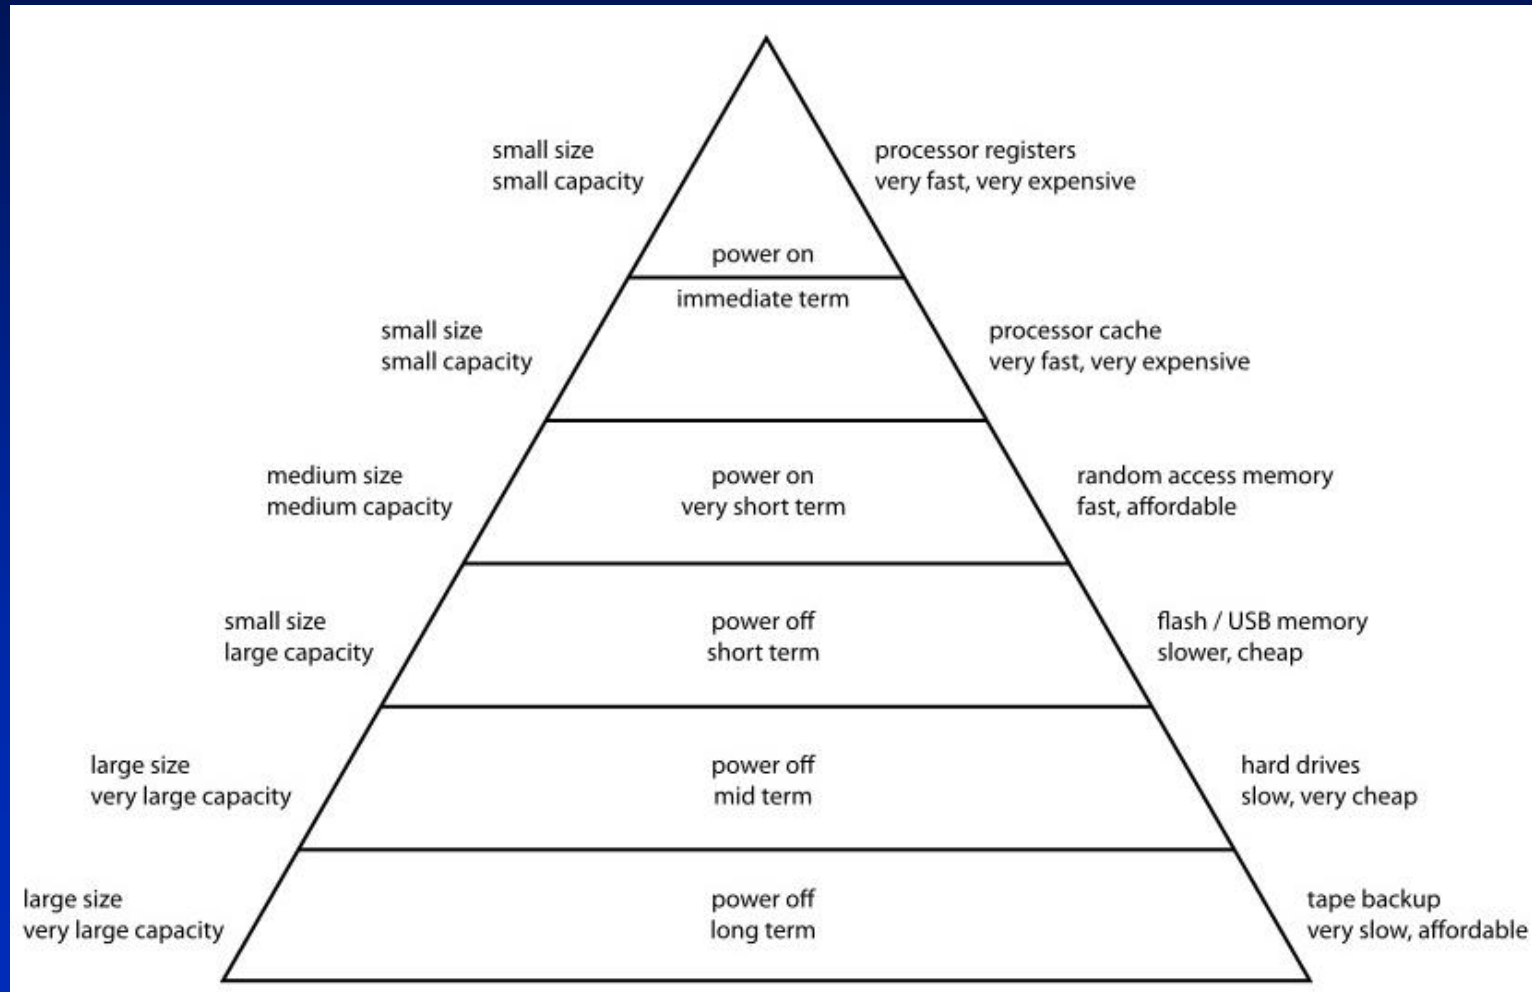 small size
small capacity
processor registers
very fast, very expensive
power on
immediate term
small size
small capacity
processor cache
very fast, very expensive
medium size
medium capacity
power on
very short term
random access memory
fast, affordable
small size
large capacity
power off
short term
flash / USB memory
slower, cheap
large size
very large capacity
power off
mid term
hard drives
slow, very cheap
large size
very large capacity
power off
long term
tape backup
very slow, affordable